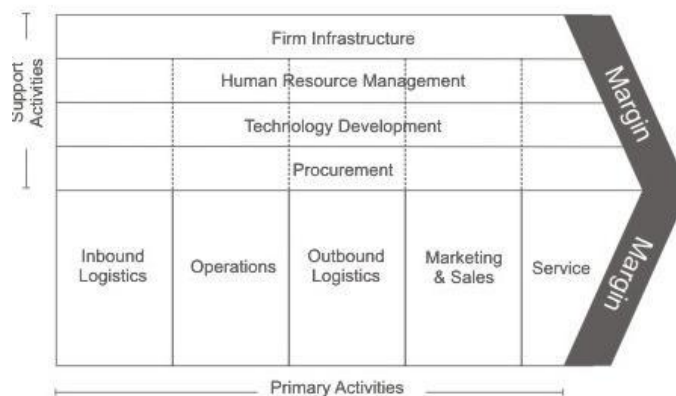 Support
Activities
Firm Infrastructure
Human Resource Management
Technology Development
Procurement
Margin
Inbound
Logistics
Operations
Outbound
Logistics
Marketing
& Sales
Service
Margin
Primary Activities